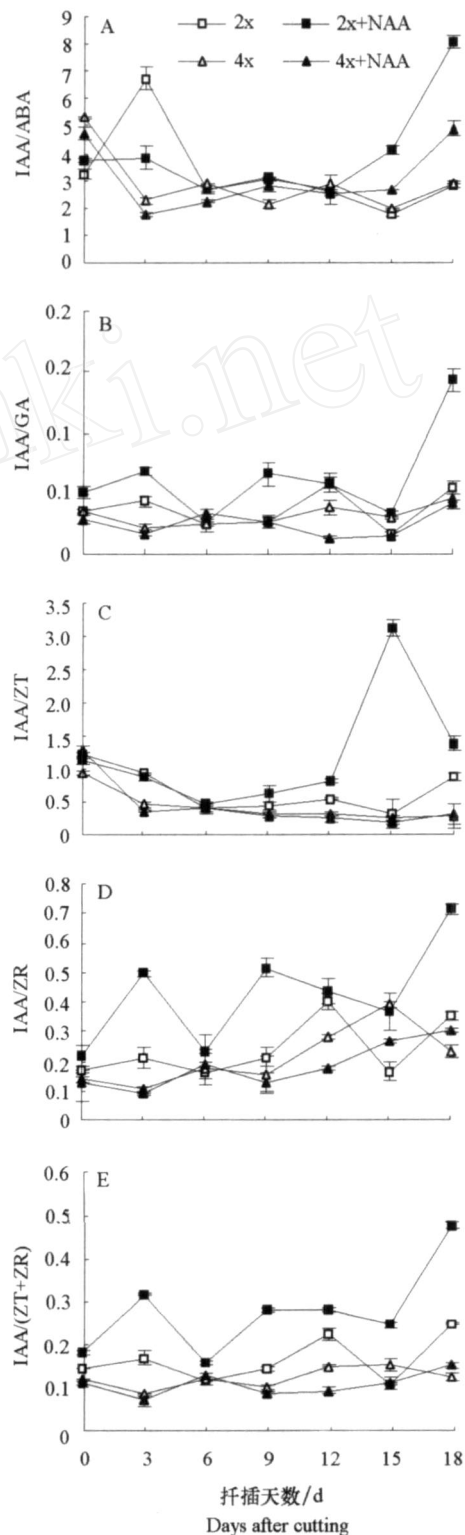 A
2x
2x+NAA
4x
4x+NAA
IAA/ABA
9
8
7
6
5
4
3
2
1
0
B
IAA/GA
0.2
0.2
0.1
0.1
0
C
IAA/ZT
3.5
3.0
2.5
2.0
1.5
1.0
0.5
0
D
IAA/ZR
0.8
0.7
0.6
0.5
0.4
0.3
0.2
0.1
0
E
IAA/(ZT+ZR)
0.6
0.5
0.4
0.3
0.2
0.1
0
0 3 6 9 12 15 18
扦插天数/d
Days after cutting
nki.net